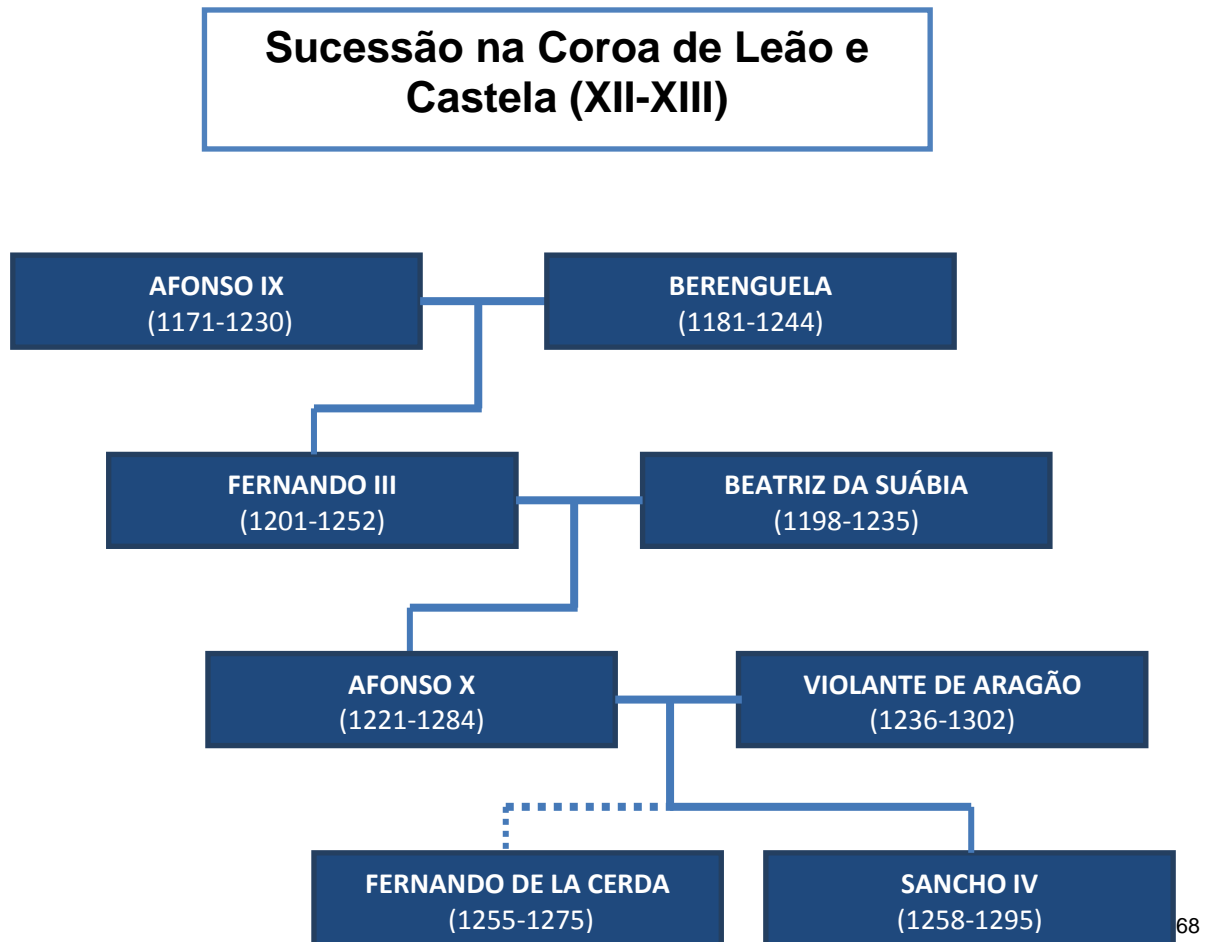 Sucessão na Coroa de Leão e
Castela (XII-XIII)
AFONSO IX
(1171-1230)
BERENGUELA
(1181-1244)
FERNANDO III
(1201-1252)
BEATRIZ DA SUÁBIA
(1198-1235)
AFONSO X
(1221-1284)
VIOLANTE DE ARAGÃO
(1236-1302)
FERNANDO DE LA CERDA
(1255-1275)
SANCHO IV
(1258-1295)
68